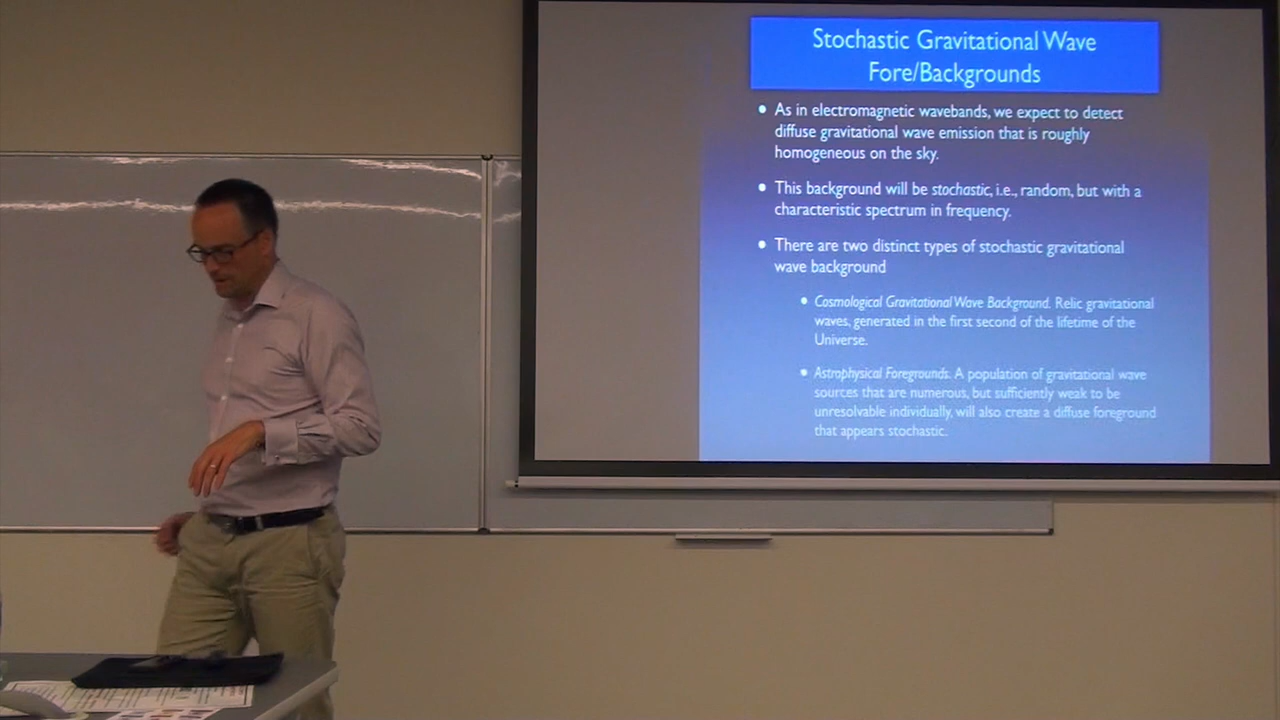 Stochastic Gravitational Wave
Fore/Backgrounds
• As in electromagnetic wavebands, we expect to detect
diffuse gravitational wave emission that is roughly
homogeneous on the sky.
• This background will be stochastic, i.e., random, but with a
characteristic spectrum in frequency.
• There are two distinct types of stochastic gravitational
wave background
• Cosmological Gravitational Wave Background. Relic gravitational
waves, generated in the first second of the lifetime of the
Universe.
• Astrophysical Foregrounds. A population of gravitational wave
sources that are numerous, but sufficiently weak to be
unresolvable individually, will also create a diffuse foreground
that appears stochastic.